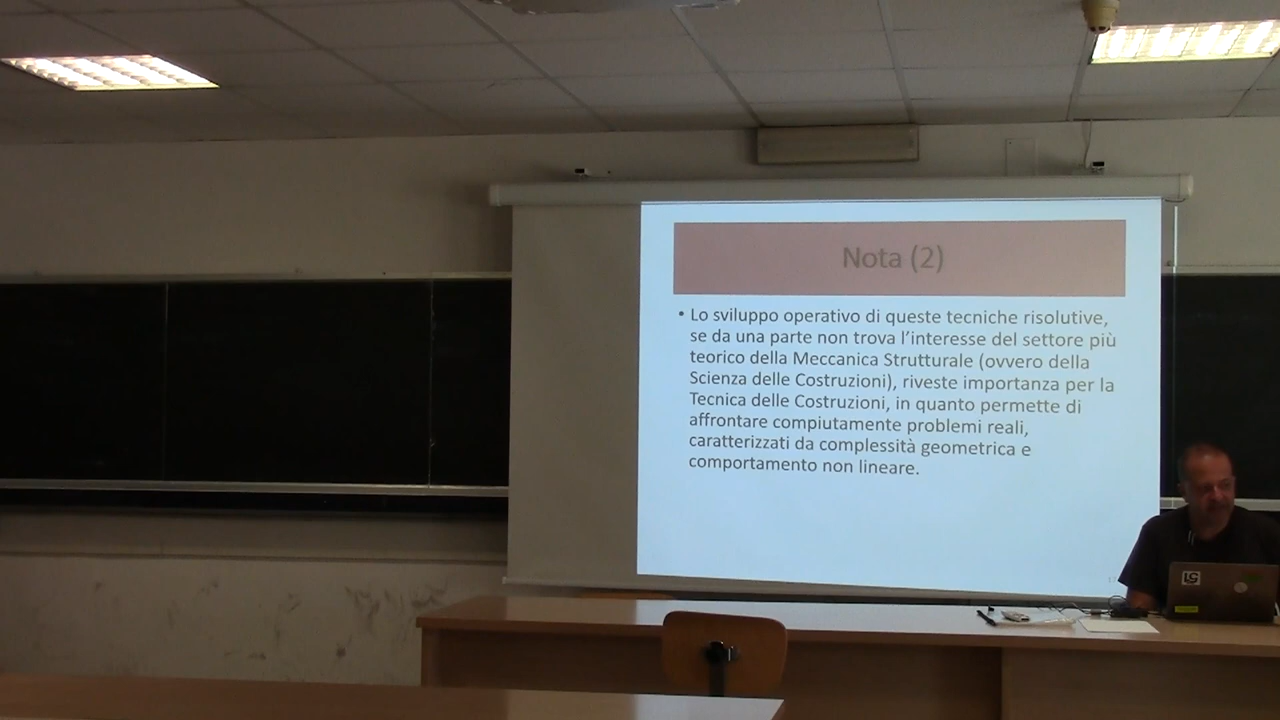 Nota (2)
• Lo sviluppo operativo di queste tecniche risolutive,
se da una parte non trova l'interesse del settore più
teorico della Meccanica Strutturale (ovvero della
Scienza delle Costruzioni), riveste importanza per la
Tecnica delle Costruzioni, in quanto permette di
affrontare compiutamente problemi reali,
caratterizzati da complessità geometrica e
comportamento non lineare.